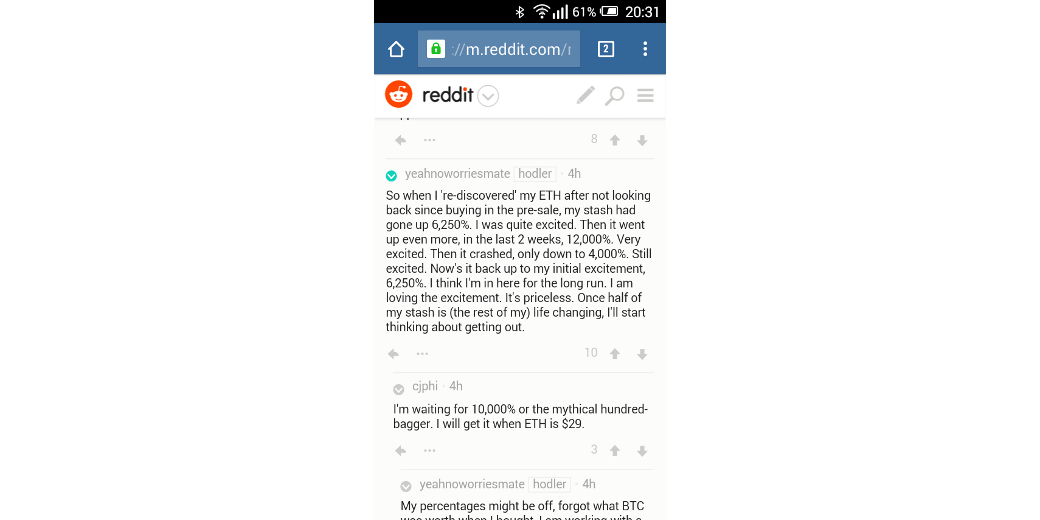 61% 20:31
2 ://m.reddit.com/r
reddit
8
yeahnoworriesmate hodler · 4h
So when I 're-discovered' my ETH after not looking
back since buying in the pre-sale, my stash had
gone up 6,250%. I was quite excited. Then it went
up even more, in the last 2 weeks, 12,000%. Very
excited. Then it crashed, only down to 4,000%. Still
excited. Now's it back up to my initial excitement,
6,250%. I think I'm in here for the long run. I am
loving the excitement. It's priceless. Once half of
my stash is (the rest of my) life changing, I'll start
thinking about getting out.
10
cjphi · 4h
I'm waiting for 10,000% or the mythical hundred-
bagger. I will get it when ETH is $29.
3
yeahnoworriesmate hodler · 4h
My percentages might be off, forgot what BTC
was worth when I bought. I am working with a